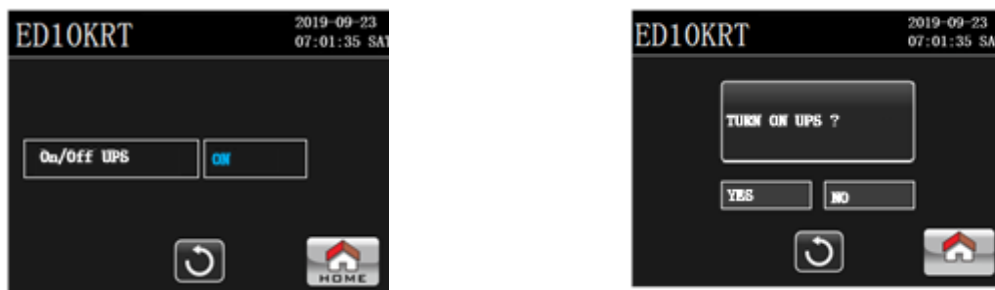 ED10KRT
2019-09-23
07:01:35 SAT
On/Off UPS
ON
HOME
ED10KRT
2019-09-23
07:01:35 SA
TURN ON UPS ?
YES
NO